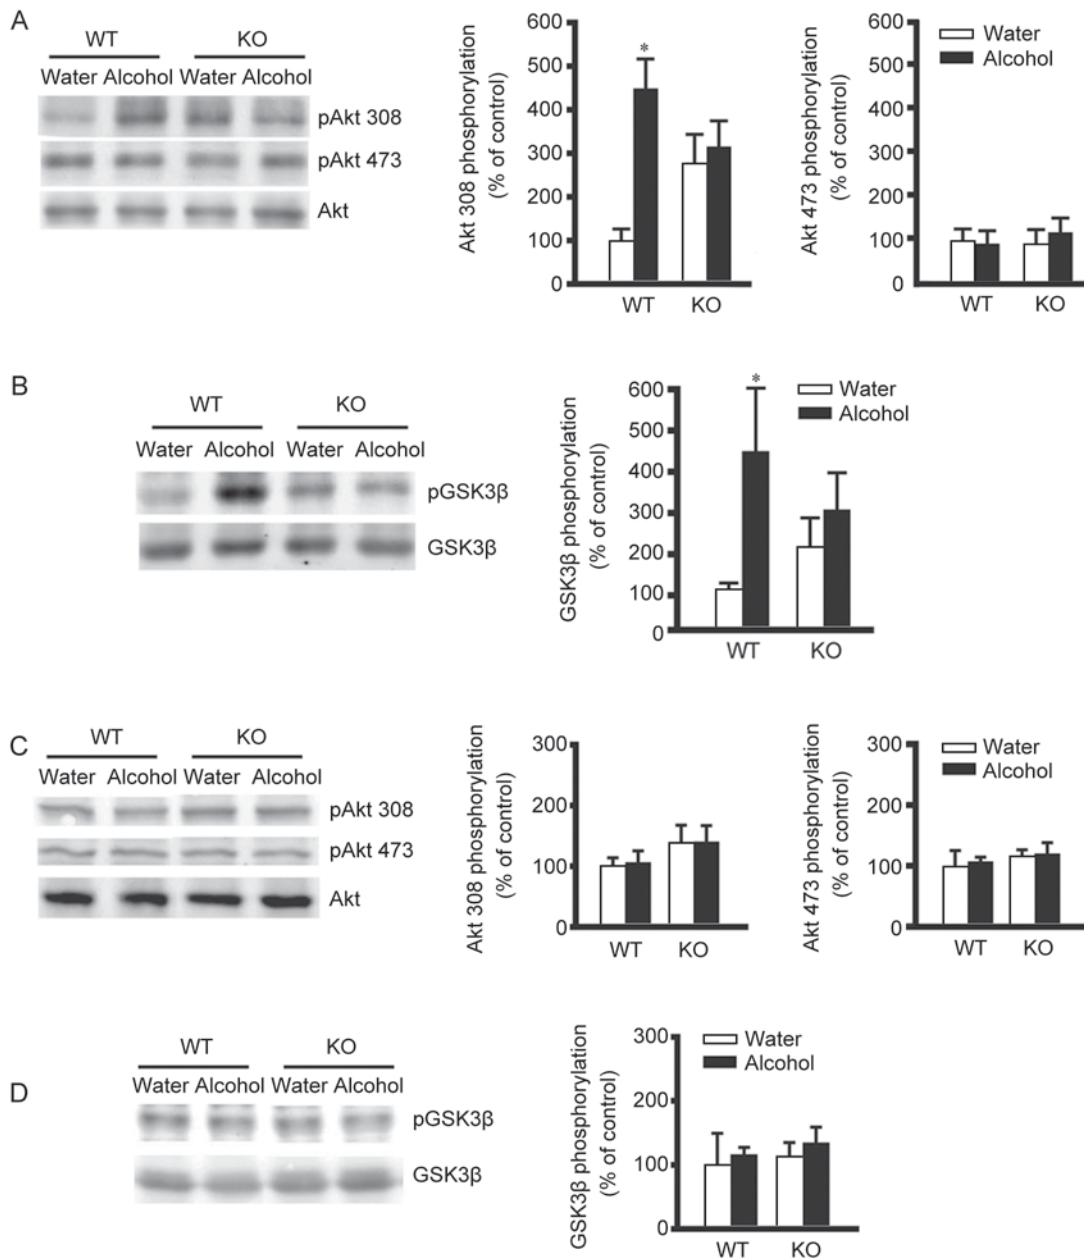 A
WT KO
Water Alcohol Water Alcohol
pAkt 308
pAkt 473
Akt
Akt 308 phosphorylation
(% of control)
600
500
400
300
200
100
0
*
WT KO
Akt 473 phosphorylation
(% of control)
600
500
400
300
200
100
0
Water
Alcohol
WT KO
B
WT KO
Water Alcohol Water Alcohol
pGSK3β
GSK3β
GSK3β phosphorylation
(% of control)
600
500
400
300
200
100
0
*
Water
Alcohol
WT KO
C
WT KO
Water Alcohol Water Alcohol
pAkt 308
pAkt 473
Akt
Akt 308 phosphorylation
(% of control)
300
200
100
0
WT KO
Akt 473 phosphorylation
(% of control)
300
200
100
0
Water
Alcohol
WT KO
D
WT KO
Water Alcohol Water Alcohol
pGSK3β
GSK3β
GSK3β phosphorylation
(% of control)
300
200
100
0
Water
Alcohol
WT KO